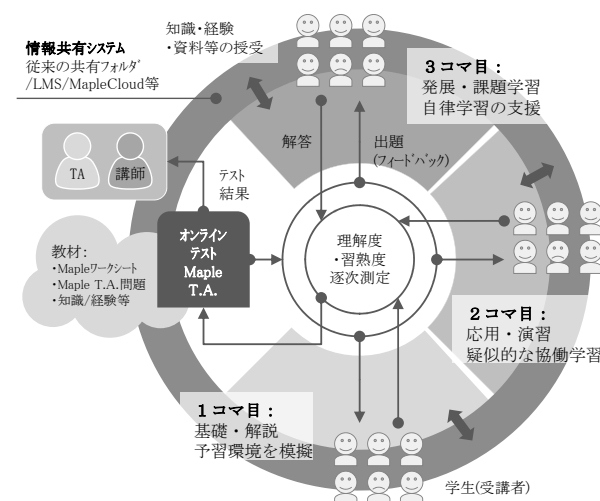 知識・経験
・資料等の授受
情報共有システム
従来の共有フォルダ
/LMS/MapleCloud等
3コマ目：
発展・課題学習
自律学習の支援
解答
出題
(フィードバック)
TA
講師
テスト
結果
オンライン
テスト
Maple
T.A.
理解度
・習熟度
逐次測定
教材:
・Mapleワークシート
・Maple T.A.問題
・知識/経験等
2コマ目：
応用・演習
疑似的な協働学習
1コマ目：
基礎・解説
予習環境を模擬
学生(受講者)